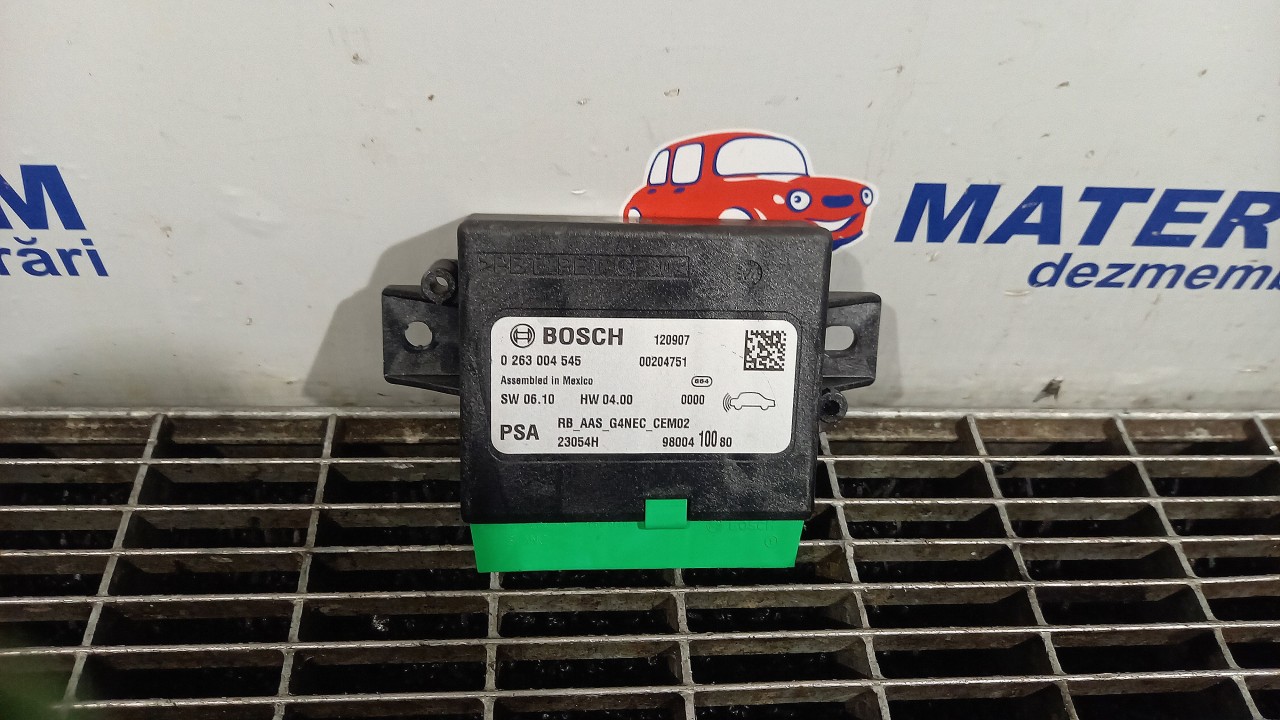 M
rări
MATER
dezmemb
BOSCH 120907
0 263 004 545 00204751
Assembled in Mexico
SW 06.10 HW 04.00 0000
PSA RB_AAS_G4NEC_CEM02
23054H 98004 100 80